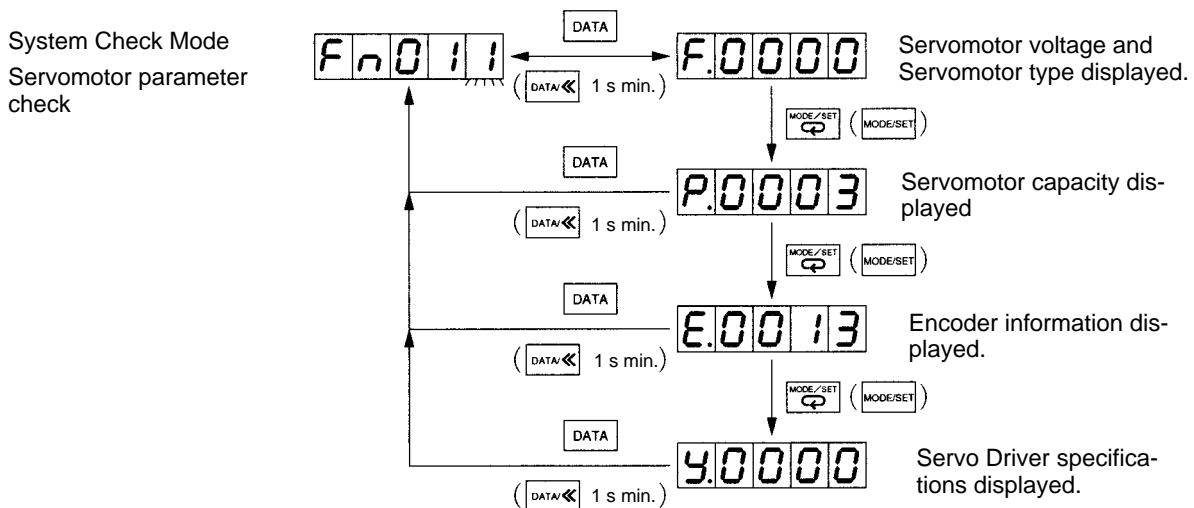 System Check Mode
Servomotor parameter
check
Fn011
DATA
(DATA/≪ 1 s min.)
F.0000
Servomotor voltage and
Servomotor type displayed.
MODE/SET (MODE/SET)
DATA
(DATA/≪ 1 s min.)
P.0003
Servomotor capacity dis-
played
MODE/SET (MODE/SET)
DATA
(DATA/≪ 1 s min.)
E.0013
Encoder information dis-
played.
MODE/SET (MODE/SET)
DATA
(DATA/≪ 1 s min.)
y.0000
Servo Driver specifica-
tions displayed.